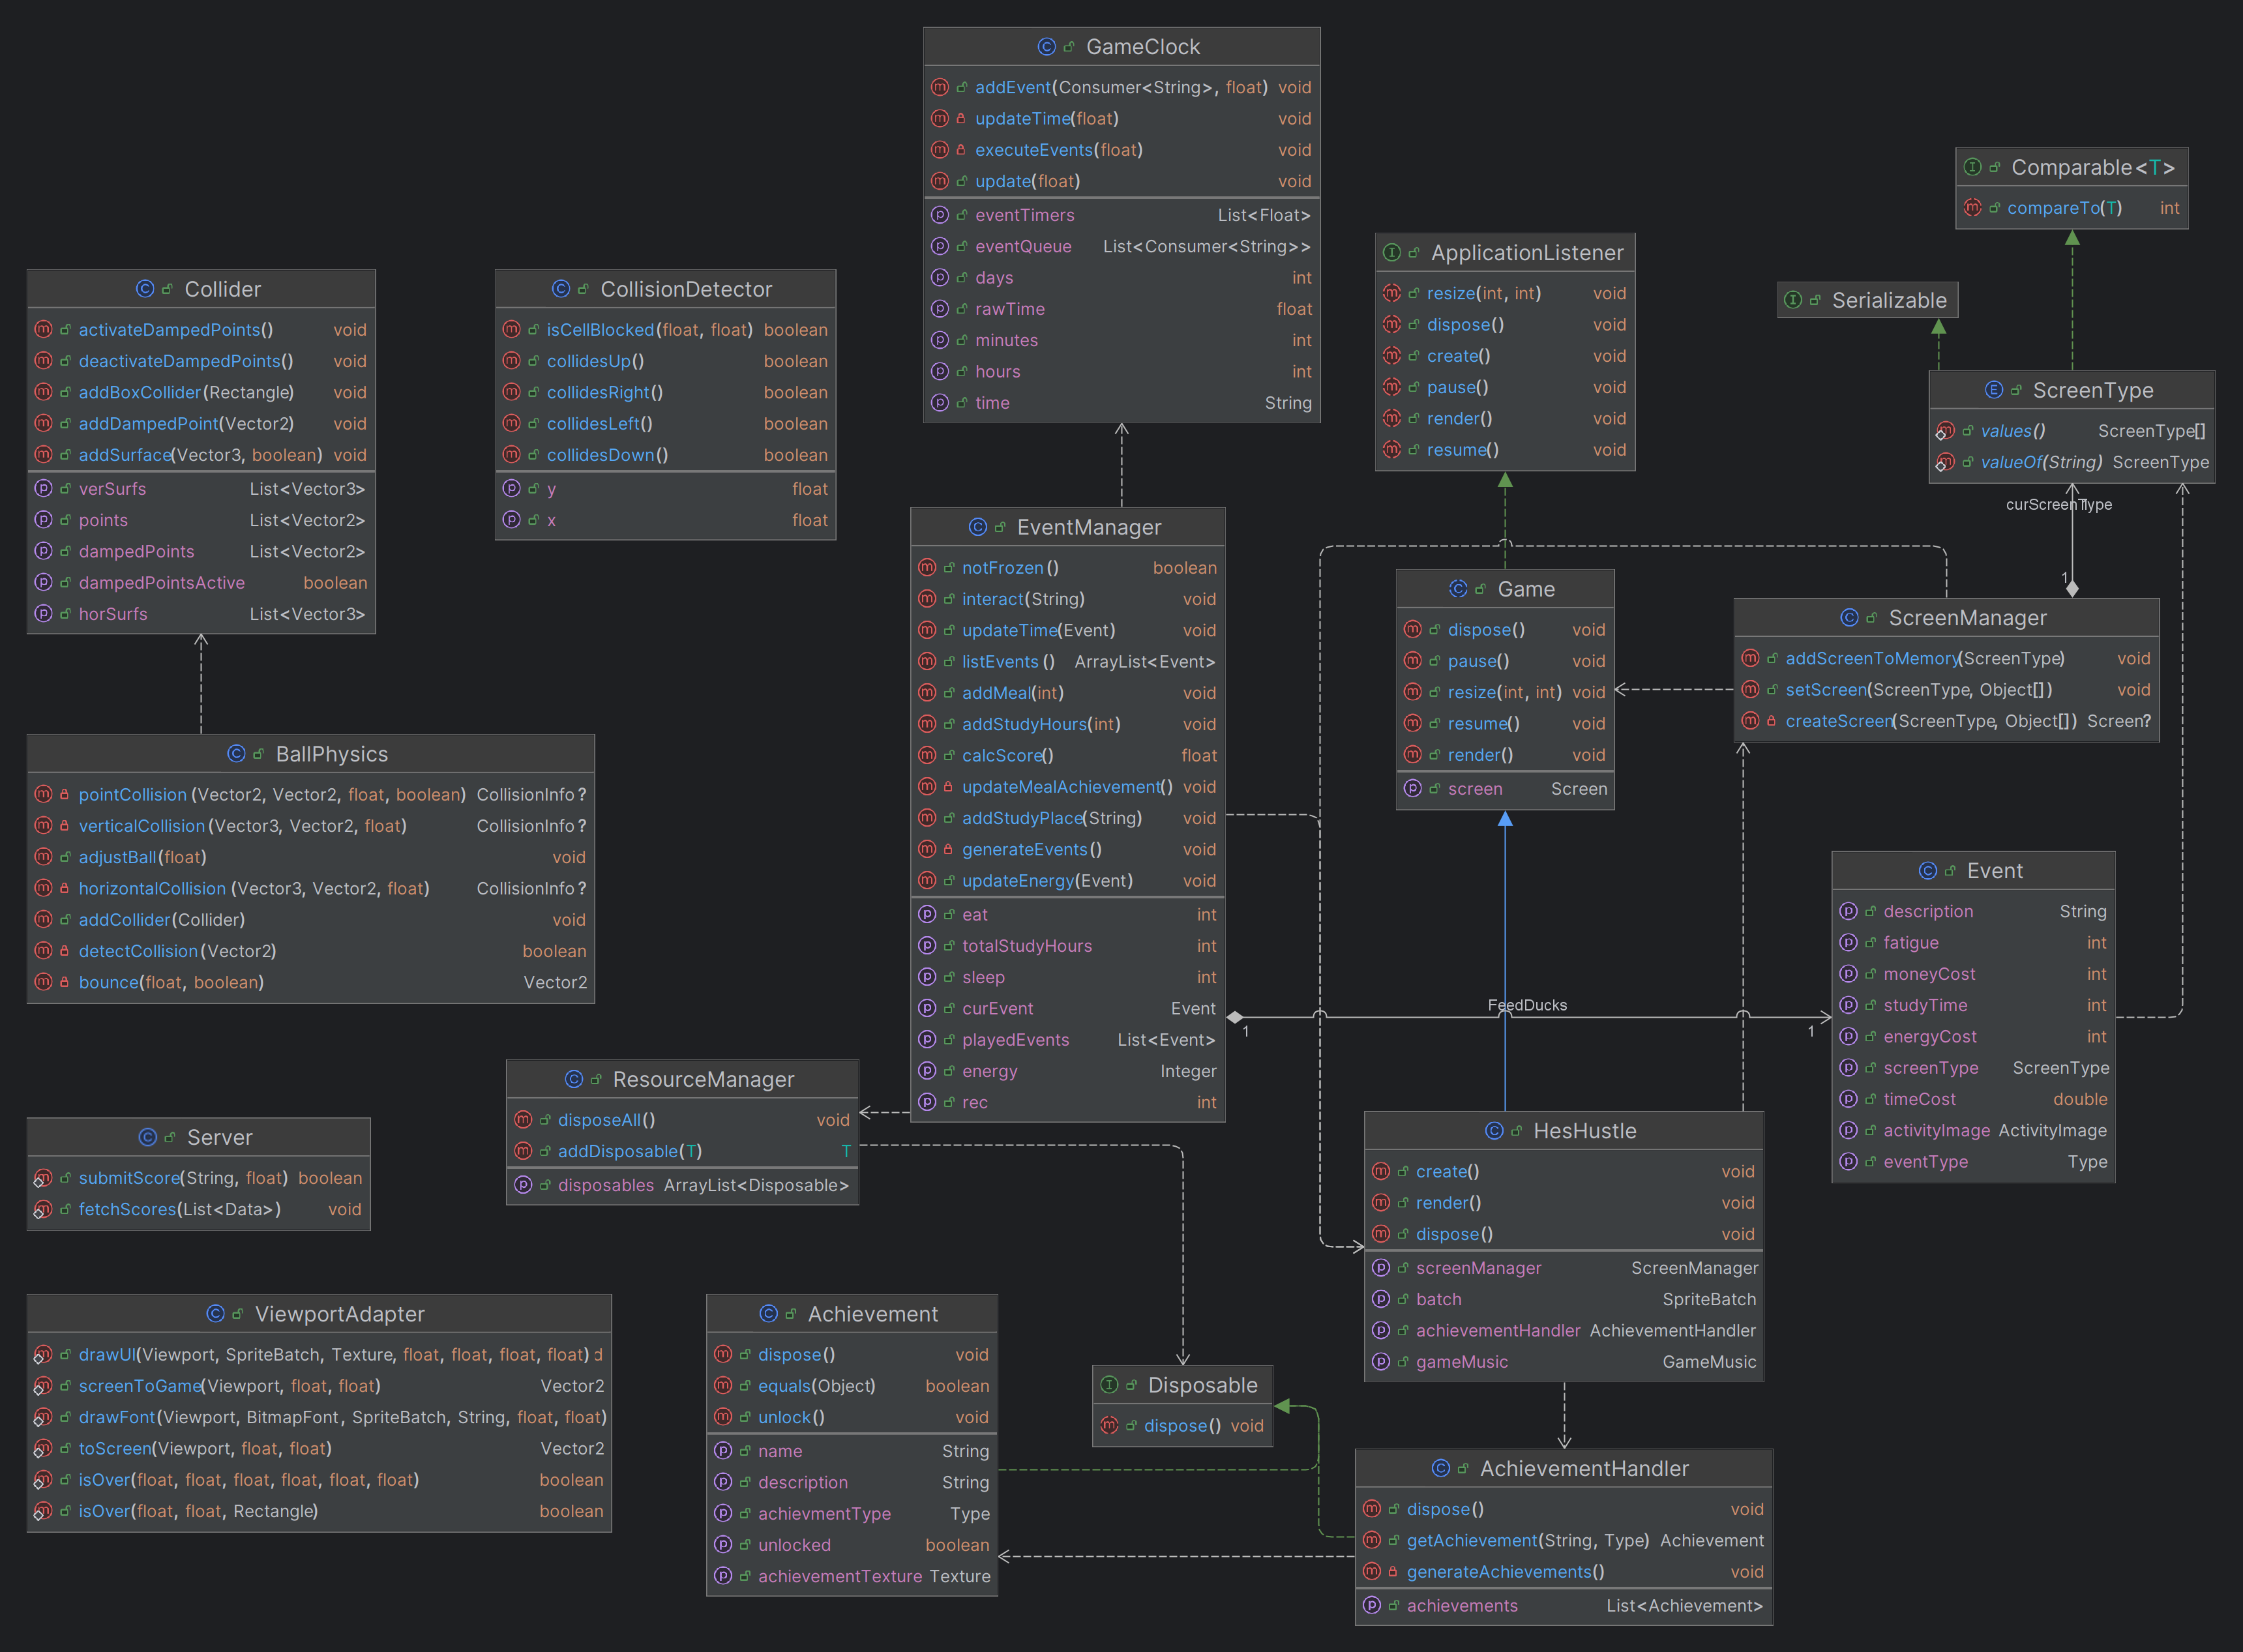 GameClock
addEvent(Consumer<String>, float) void
updateTime(float) void
executeEvents(float) void
update(float) void
eventTimers List<Float>
eventQueue List<Consumer<String>>
days int
rawTime float
minutes int
hours int
time String
Comparable<T>
compareTo(T) int
ApplicationListener
resize(int, int) void
dispose() void
create() void
pause() void
render() void
resume() void
Serializable
Collider
activateDampedPoints() void
deactivateDampedPoints() void
addBoxCollider(Rectangle) void
addDampedPoint(Vector2) void
addSurface(Vector3, boolean) void
verSurfs List<Vector3>
points List<Vector2>
dampedPoints List<Vector2>
dampedPointsActive boolean
horSurfs List<Vector3>
CollisionDetector
isCellBlocked(float, float) boolean
collidesUp() boolean
collidesRight() boolean
collidesLeft() boolean
collidesDown() boolean
y float
x float
ScreenType
values() ScreenType[]
valueOf(String) ScreenType
curScreenType
1
EventManager
notFrozen() boolean
interact(String) void
updateTime(Event) void
listEvents() ArrayList<Event>
addMeal(int) void
addStudyHours(int) void
calcScore() float
updateMealAchievement() void
addStudyPlace(String) void
generateEvents() void
updateEnergy(Event) void
eat int
totalStudyHours int
sleep int
curEvent Event
playedEvents List<Event>
energy Integer
rec int
Game
dispose() void
pause() void
resize(int, int) void
resume() void
render() void
screen Screen
ScreenManager
addScreenToMemory(ScreenType) void
setScreen(ScreenType, Object[]) void
createScreen(ScreenType, Object[]) Screen?
BallPhysics
pointCollision(Vector2, Vector2, float, boolean) CollisionInfo?
verticalCollision(Vector3, Vector2, float) CollisionInfo?
adjustBall(float) void
horizontalCollision(Vector3, Vector2, float) CollisionInfo?
addCollider(Collider) void
detectCollision(Vector2) boolean
bounce(float, boolean) Vector2
Event
description String
fatigue int
moneyCost int
studyTime int
energyCost int
screenType ScreenType
timeCost double
activityImage ActivityImage
eventType Type
FeedDucks
1
1
ResourceManager
disposeAll() void
addDisposable(T) T
disposables ArrayList<Disposable>
Server
submitScore(String, float) boolean
fetchScores(List<Data>) void
HesHustle
create() void
render() void
dispose() void
screenManager ScreenManager
batch SpriteBatch
achievementHandler AchievementHandler
gameMusic GameMusic
ViewportAdapter
drawUI(Viewport, SpriteBatch, Texture, float, float, float, float) d
screenToGame(Viewport, float, float) Vector2
drawFont(Viewport, BitmapFont, SpriteBatch, String, float, float)
toScreen(Viewport, float, float) Vector2
isOver(float, float, float, float, float, float) boolean
isOver(float, float, Rectangle) boolean
Achievement
dispose() void
equals(Object) boolean
unlock() void
name String
description String
achievmentType Type
unlocked boolean
achievementTexture Texture
Disposable
dispose() void
AchievementHandler
dispose() void
getAchievement(String, Type) Achievement
generateAchievements() void
achievements List<Achievement>